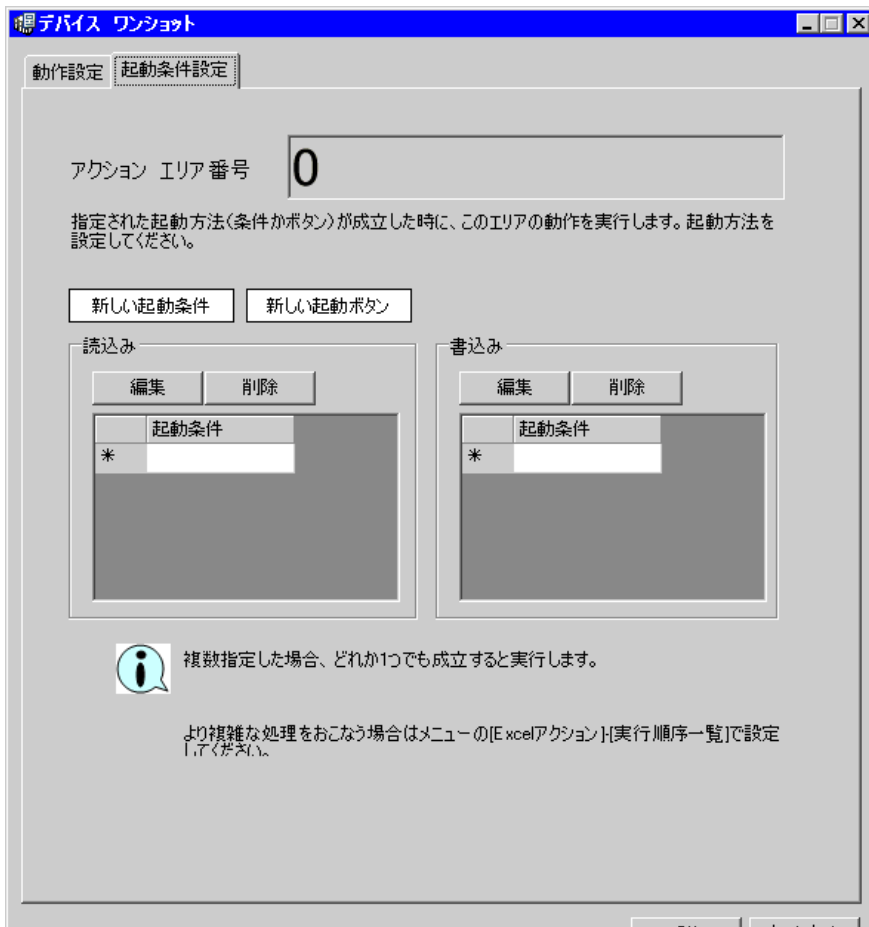 デバイス ワンショット
動作設定 起動条件設定
アクション エリア番号 0
指定された起動方法(条件かボタン)が成立した時に、このエリアの動作を実行します。起動方法を
設定してください。
新しい起動条件 新しい起動ボタン
読込み 書込み
編集 削除 編集 削除
起動条件 起動条件
* *
複数指定した場合、どれか1つでも成立すると実行します。
より複雑な処理をおこなう場合はメニューの[Excelアクション]-[実行順序一覧]で設定
してください。